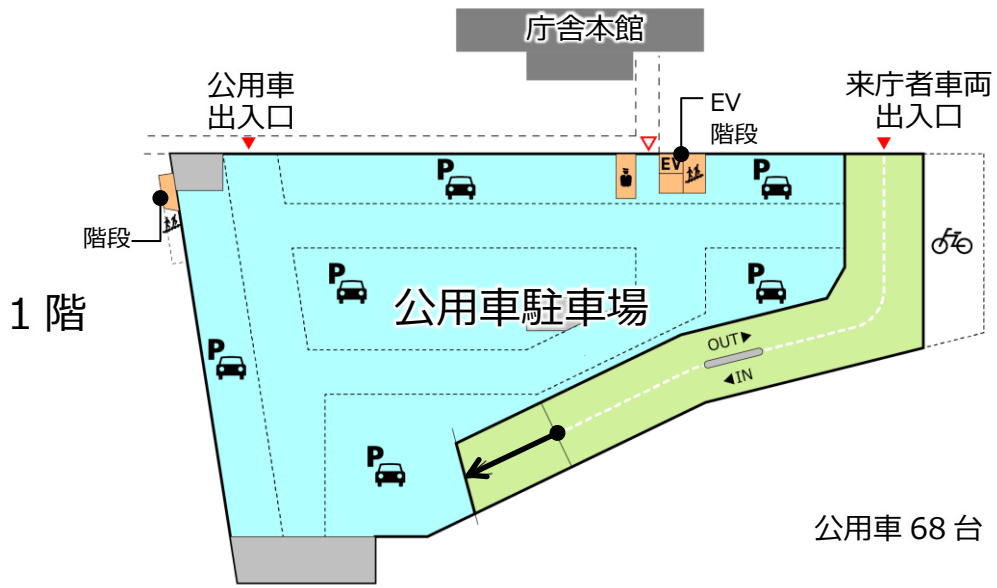 庁舎本館
公用車
出入口
EV
階段
来庁者車両
出入口
P
EV
P
階段
1 階
P
公用車駐車場
P
P
OUT
IN
P
公用車 68 台